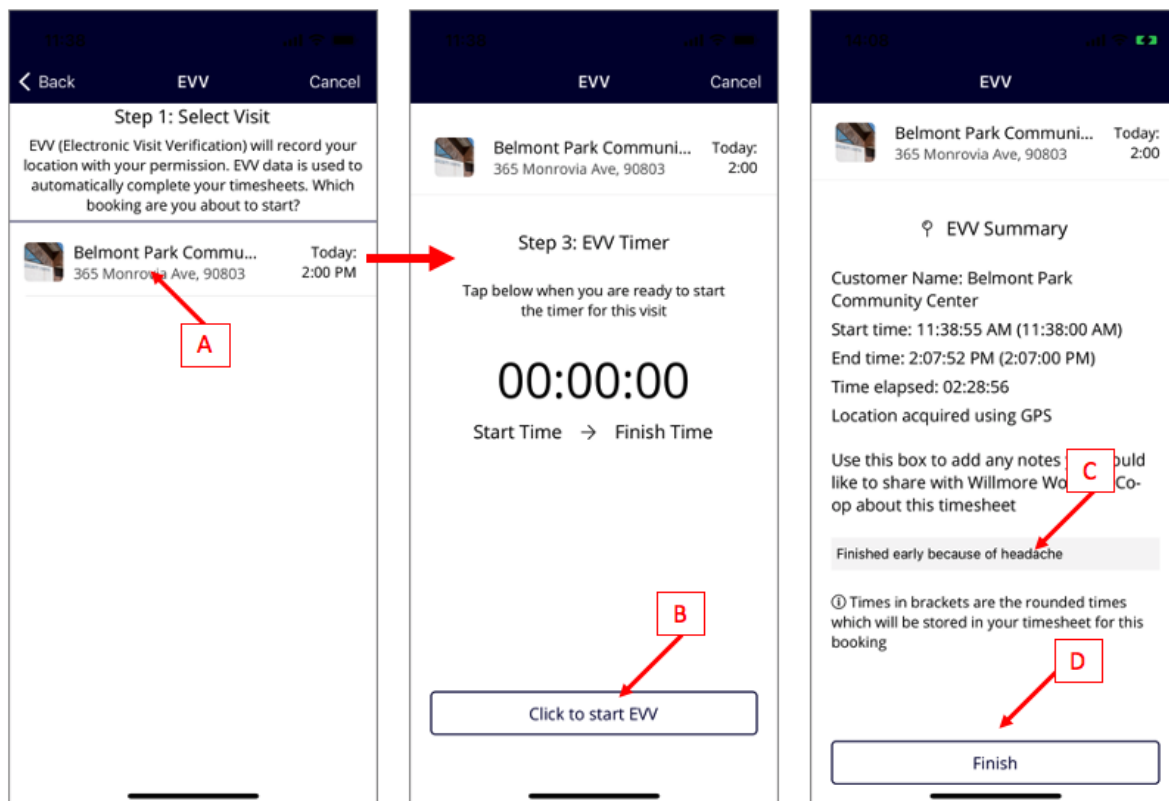 11:38
Back EVV Cancel
Step 1: Select Visit
EVV (Electronic Visit Verification) will record your
location with your permission. EVV data is used to
automatically complete your timesheets. Which
booking are you about to start?
Belmont Park Commu... Today:
365 Monrovia Ave, 90803 2:00 PM
A
11:38
EVV Cancel
Belmont Park Communi... Today:
365 Monrovia Ave, 90803 2:00
Step 3: EVV Timer
Tap below when you are ready to start
the timer for this visit
00:00:00
Start Time → Finish Time
B
Click to start EVV
EVV
Belmont Park Communi... Today:
365 Monrovia Ave, 90803 2:00
EVV Summary
Customer Name: Belmont Park
Community Center
Start time: 11:38:55 AM (11:38:00 AM)
End time: 2:07:52 PM (2:07:00 PM)
Time elapsed: 02:28:56
Location acquired using GPS
Use this box to add any notes
like to share with Willmore Co-
op about this timesheet
C
Finished early because of headache
Times in brackets are the rounded times
which will be stored in your timesheet for this
booking
D
Finish